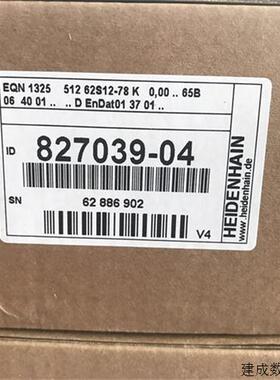 EQN 1325 512 62S12-78 K 0,00 .. 65B
06 40 01 .. .. D EnDat01 37 01 ..
ID 827039-04
SN 62 886 902
V4
HEIDENHAIN
www.heidenhain.de
建成数